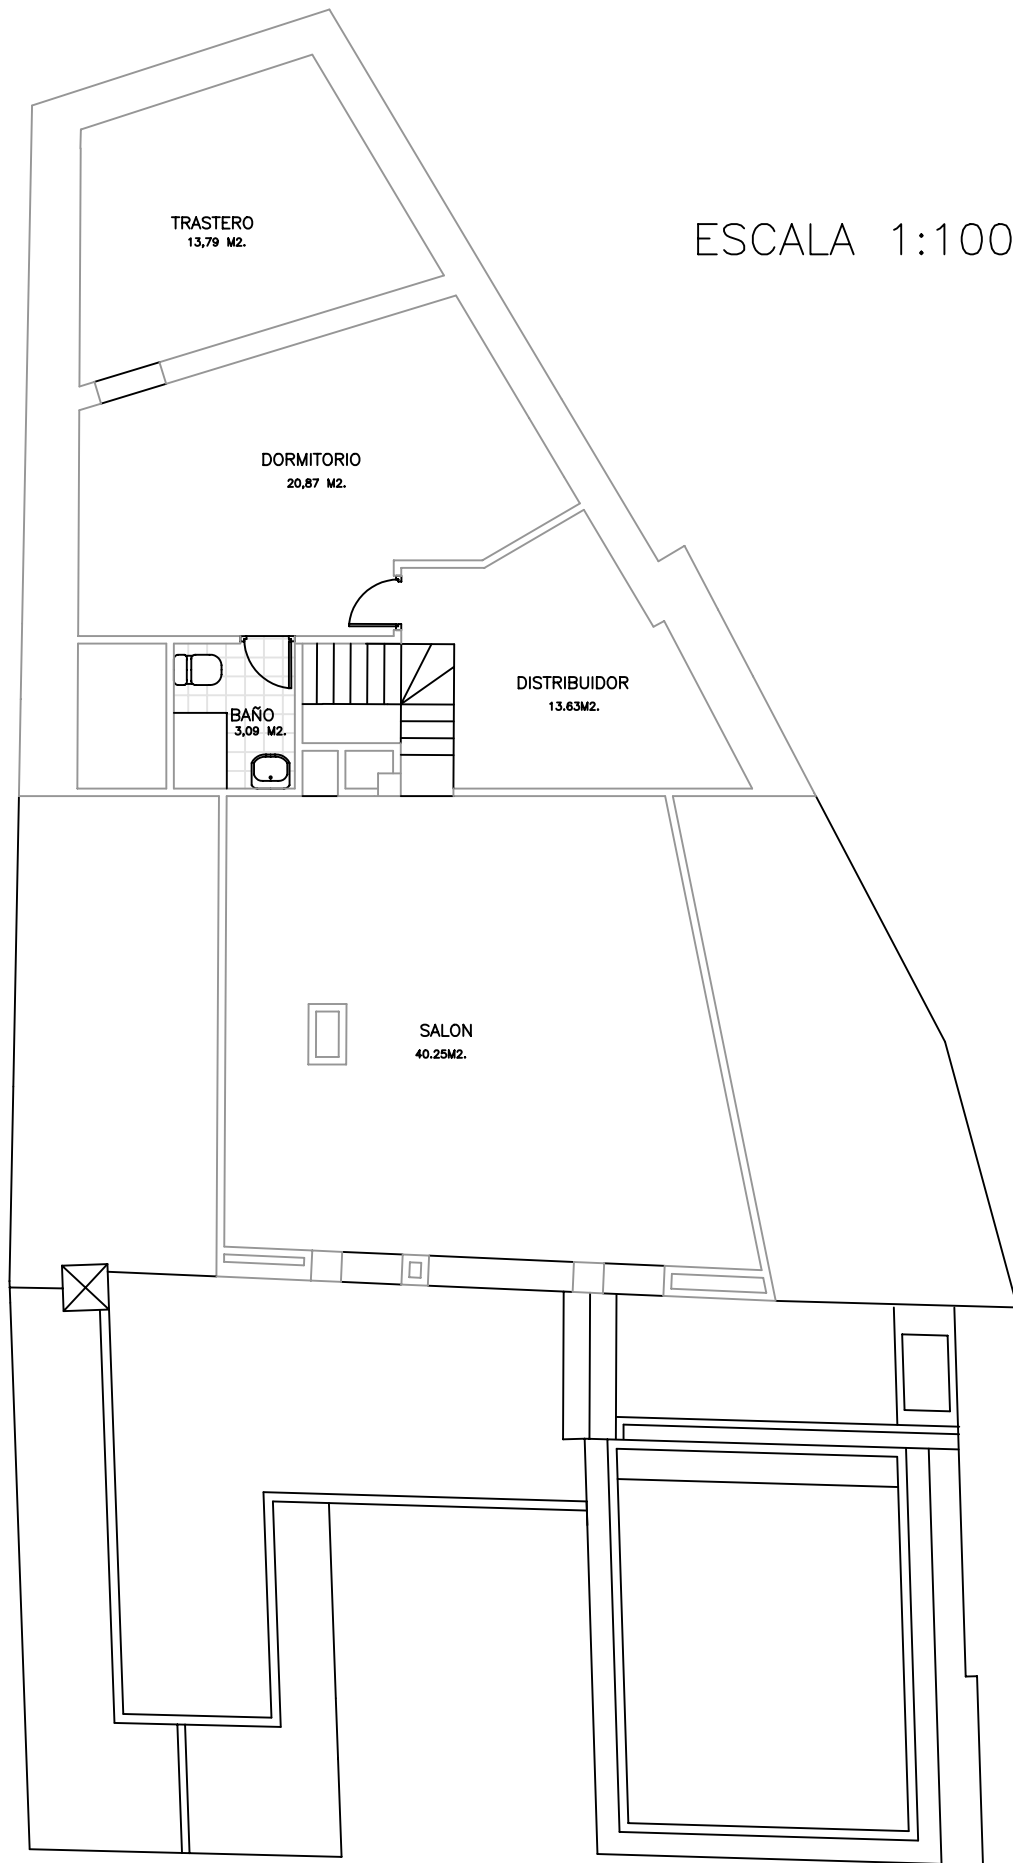 TRASTERO
13,79 M2.
ESCALA 1:100
DORMITORIO
20,87 M2.
DISTRIBUIDOR
13.63M2.
BAÑO
3,09 M2.
SALON
40.25M2.